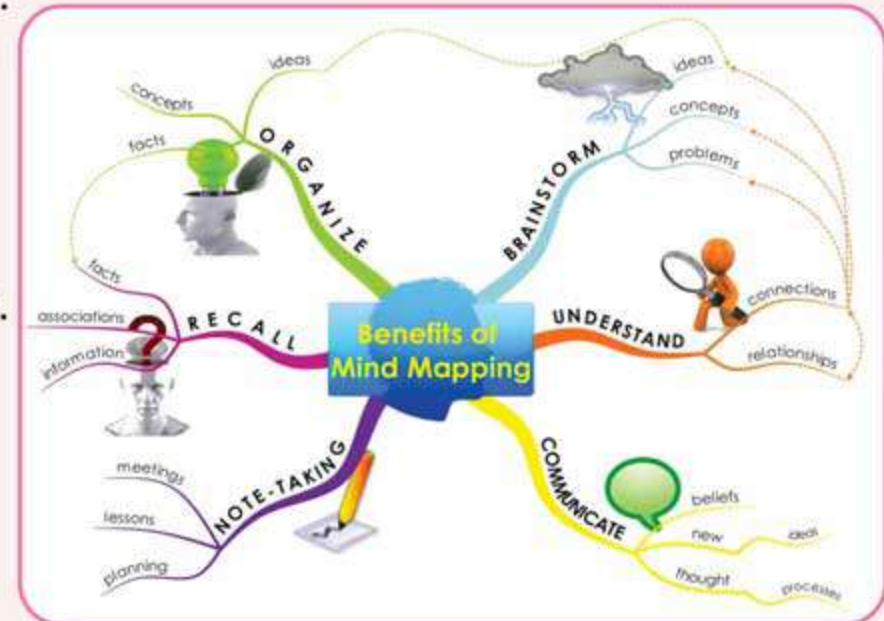 Benefits of
Mind Mapping
ORGANIZE
ideas
concepts
facts
BRAINSTORM
ideas
concepts
problems
UNDERSTAND
connections
relationships
COMMUNICATE
beliefs
new
ideas
thought
processes
NOTE-TAKING
meetings
lessons
planning
RECALL
facts
associations
information